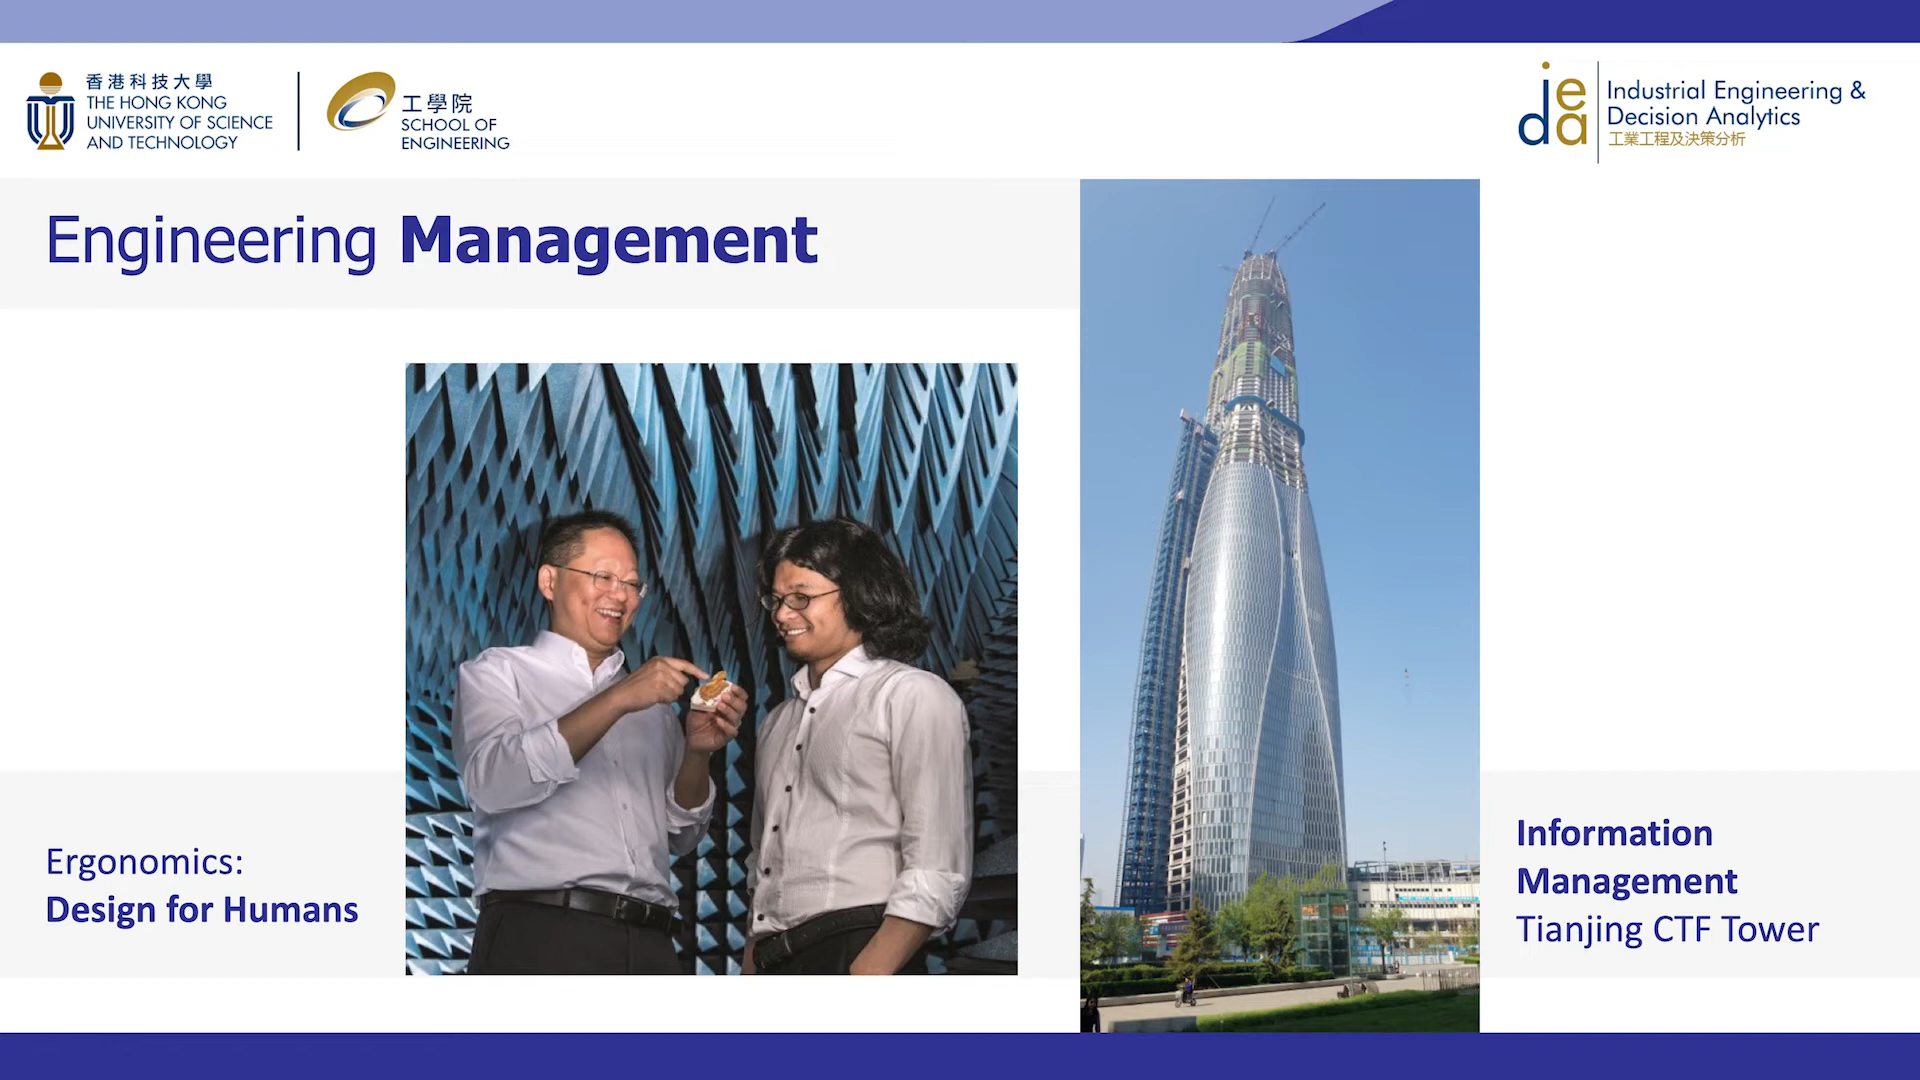 香港科技大學
THE HONG KONG
UNIVERSITY OF SCIENCE
AND TECHNOLOGY
工學院
SCHOOL OF
ENGINEERING
ieda
Industrial Engineering &
Decision Analytics
工業工程及決策分析
Engineering Management
Ergonomics:
Design for Humans
Information
Management
Tianjing CTF Tower